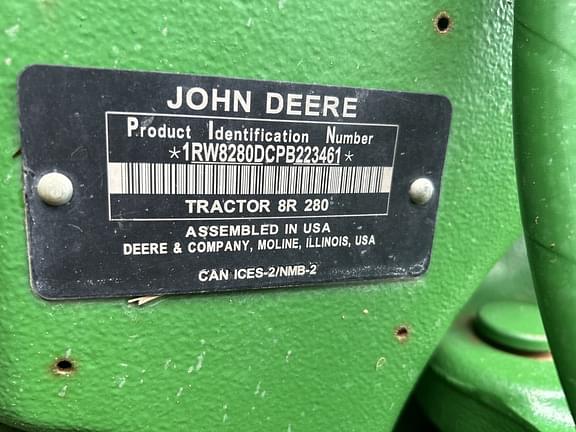 JOHN DEERE
Product Identification Number
*1RW8280DCPB223461*
TRACTOR 8R 280
ASSEMBLED IN USA
DEERE & COMPANY, MOLINE, ILLINOIS, USA
CAN ICES-2/NMB-2